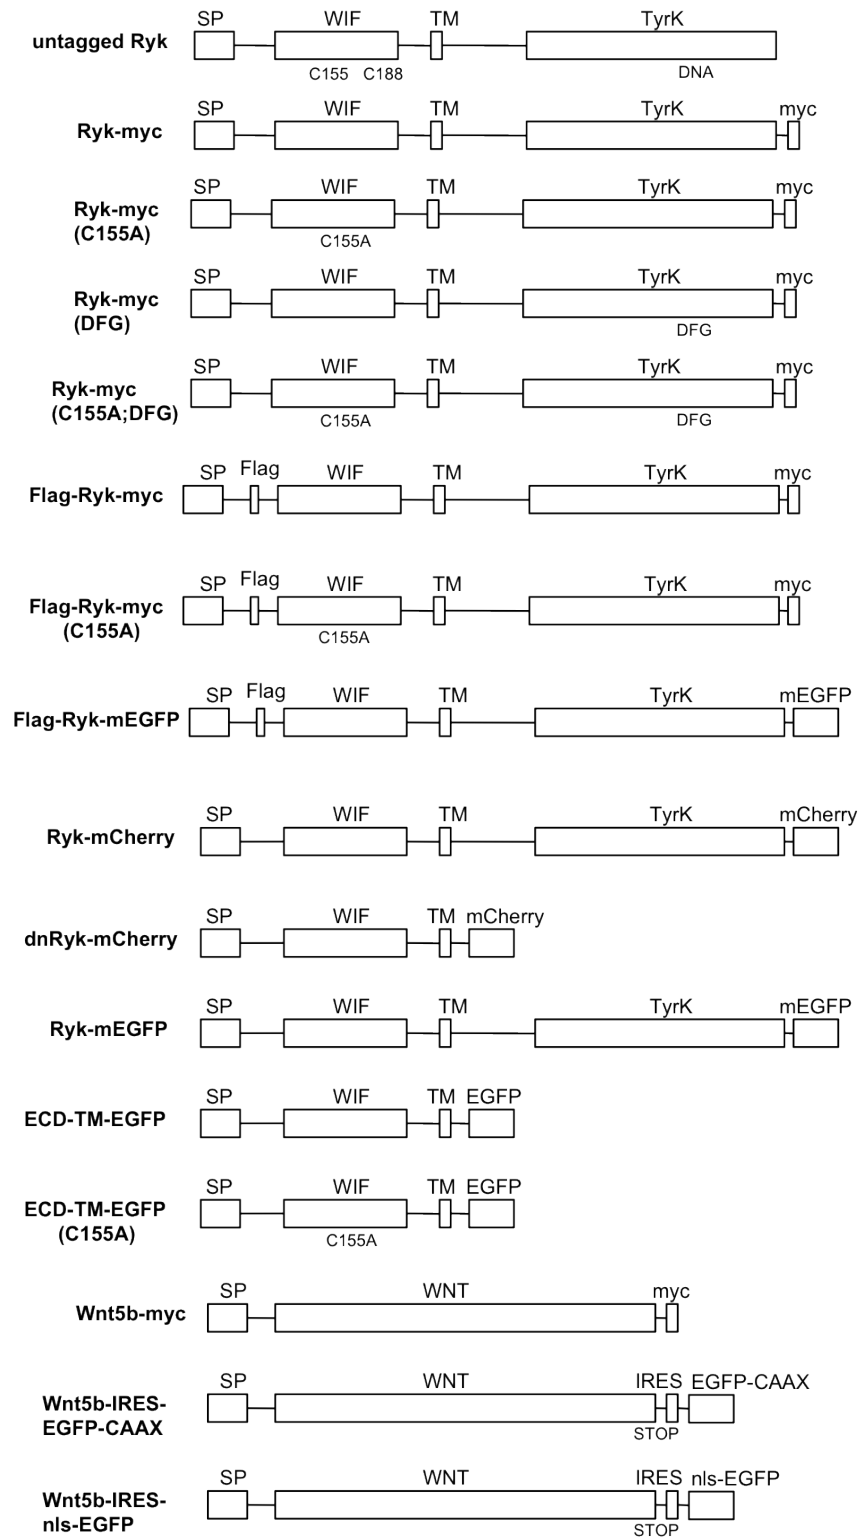 SP WIF TM TyrK
untagged Ryk
C155 C188 DNA
SP WIF TM TyrK myc
Ryk-myc
SP WIF TM TyrK myc
Ryk-myc
(C155A)
C155A
SP WIF TM TyrK myc
Ryk-myc
(DFG)
DFG
SP WIF TM TyrK myc
Ryk-myc
(C155A;DFG)
C155A DFG
SP Flag WIF TM TyrK myc
Flag-Ryk-myc
SP Flag WIF TM TyrK myc
Flag-Ryk-myc
(C155A)
C155A
SP Flag WIF TM TyrK mEGFP
Flag-Ryk-mEGFP
SP WIF TM TyrK mCherry
Ryk-mCherry
SP WIF TM mCherry
dnRyk-mCherry
SP WIF TM TyrK mEGFP
Ryk-mEGFP
SP WIF TM EGFP
ECD-TM-EGFP
SP WIF TM EGFP
ECD-TM-EGFP
(C155A)
C155A
SP WNT myc
Wnt5b-myc
SP WNT IRES EGFP-CAAX
Wnt5b-IRES-
EGFP-CAAX
STOP
SP WNT IRES nls-EGFP
Wnt5b-IRES-
nls-EGFP
STOP